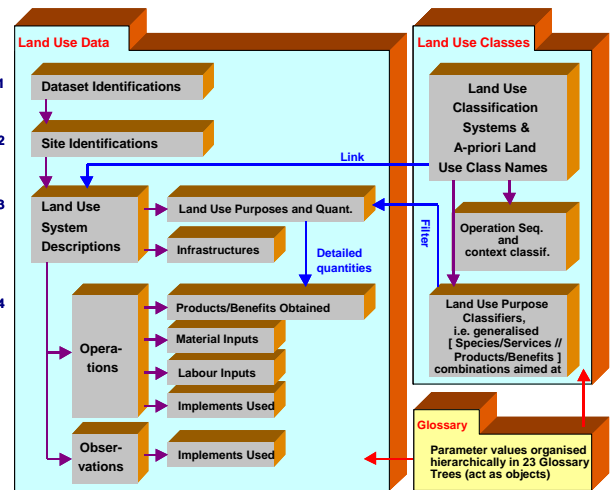 Land Use Data
1
Dataset Identifications
2
Site Identifications
3
Land Use
System
Descriptions
Land Use Purposes and Quant.
Infrastructures
Link
Detailed
quantities
Filter
4
Opera-
tions
Products/Benefits Obtained
Material Inputs
Labour Inputs
Implements Used
Obser-
vations
Implements Used
Land Use Classes
Land Use
Classification
Systems &
A-priori Land
Use Class Names
Operation Seq.
and
context classif.
Land Use Purpose
Classifiers,
i.e. generalised
[ Species/Services //
Products/Benefits ]
combinations aimed at
Glossary
Parameter values organised
hierarchically in 23 Glossary
Trees (act as objects)